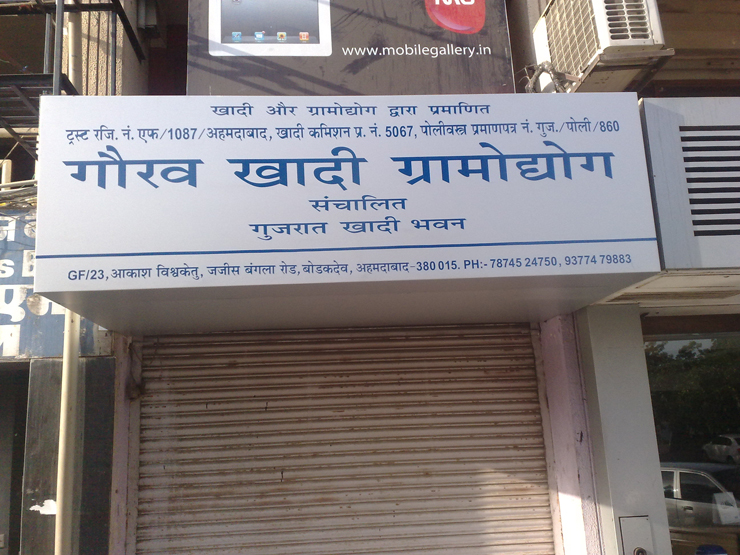 www.mobilegallery.in
खादी और ग्रामोद्योग द्वारा प्रमाणित
ट्रस्ट रजि. नं. एफ/1087/अहमदाबाद, खादी कमिशन प्र. नं. 5067, पोलीवस्त्र प्रमाणपत्र नं. गुज./पोली/860
गौरव खादी ग्रामोद्योग
संचालित
गुजरात खादी भवन
GF/23, आकाश विश्वकेतु, जजीस बंगला रोड, बोडकदेव, अहमदाबाद-380 015. PH:- 78745 24750, 93774 79883